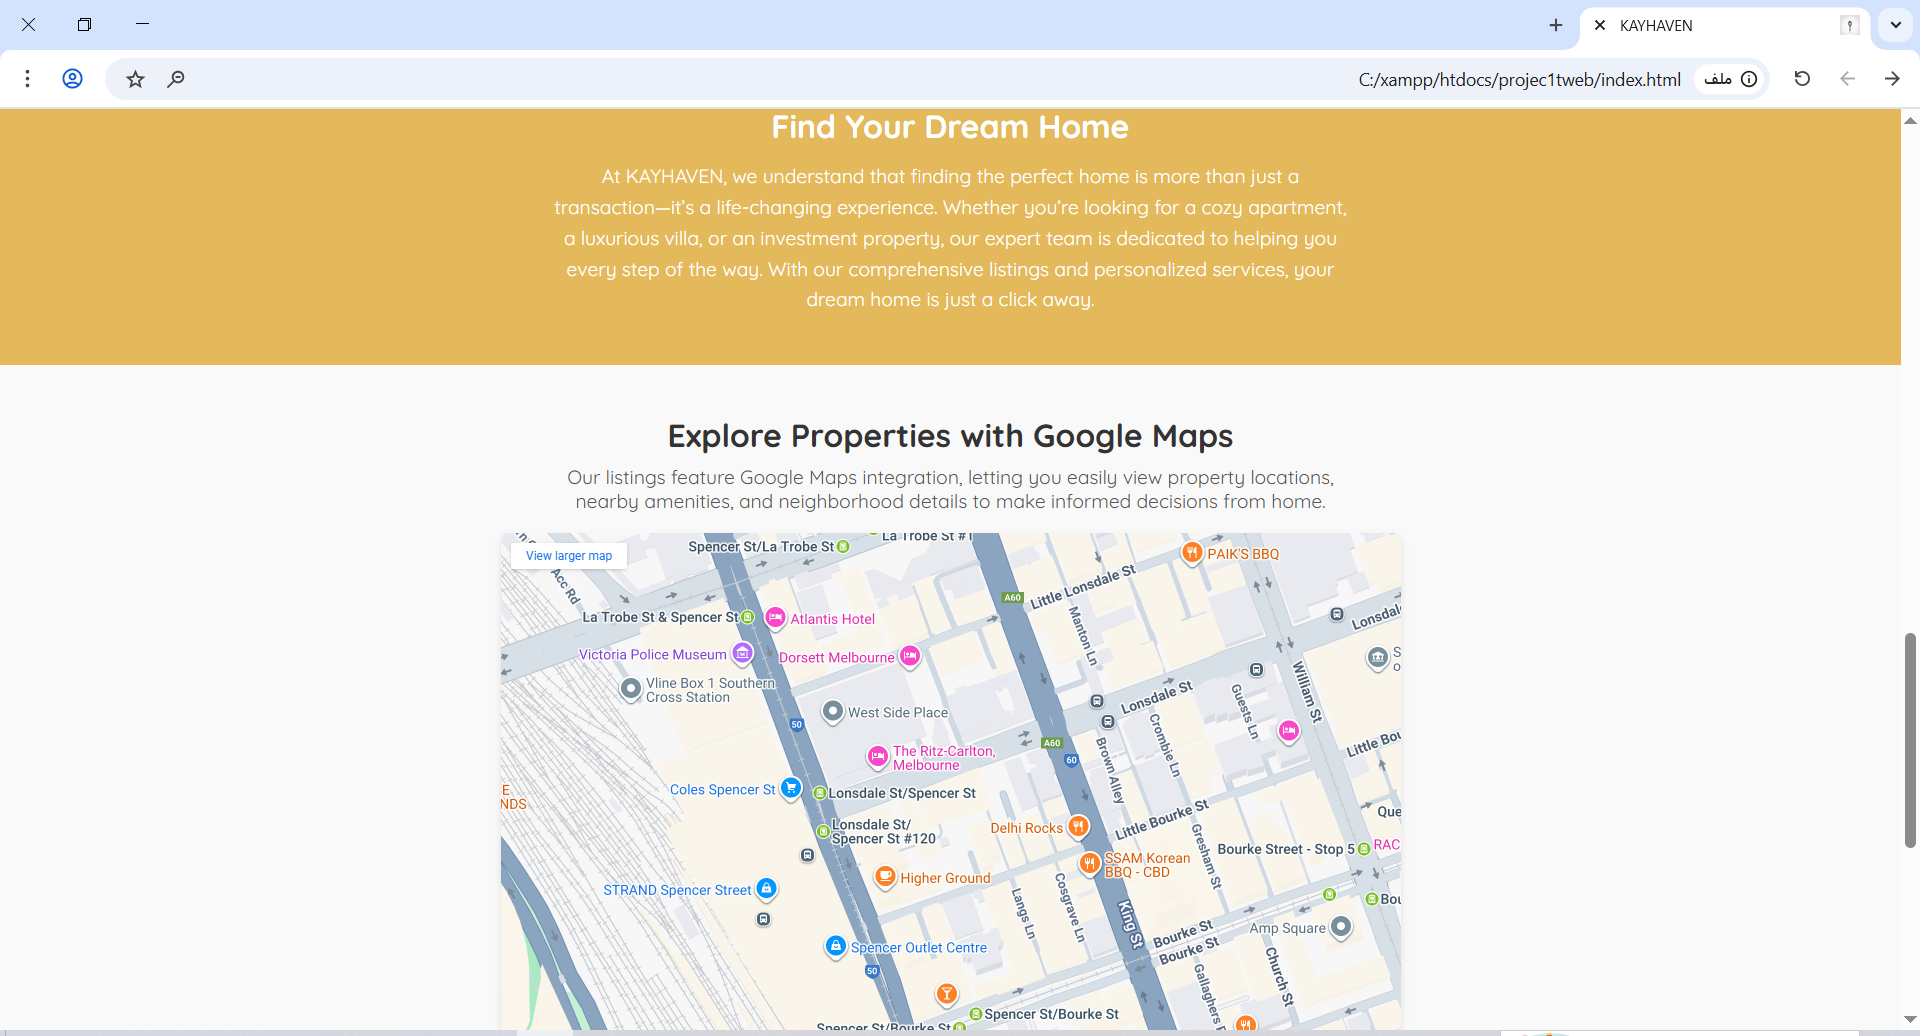 KAYHAVEN
C:/xampp/htdocs/projec1tweb/index.html
ملف
Find Your Dream Home
At KAYHAVEN, we understand that finding the perfect home is more than just a
transaction—it's a life-changing experience. Whether you're looking for a cozy apartment,
a luxurious villa, or an investment property, our expert team is dedicated to helping you
every step of the way. With our comprehensive listings and personalized services, your
dream home is just a click away.
Explore Properties with Google Maps
Our listings feature Google Maps integration, letting you easily view property locations,
nearby amenities, and neighborhood details to make informed decisions from home.
View larger map
Spencer St/La Trobe St
La Trobe St #1
PAIK'S BBQ
Acc Rd
A60
Little Lonsdale St
La Trobe St & Spencer St
Atlantis Hotel
Manton Ln
Lonsdal
Victoria Police Museum
Dorsett Melbourne
Vline Box 1 Southern
Cross Station
William St
Lonsdale St
Guests Ln
West Side Place
50
Crombie Ln
A60
60
Brown Alley
Little Bou
The Ritz-Carlton,
Melbourne
Coles Spencer St
Lonsdale St/Spencer St
E
NDS
Lonsdale St/
Spencer St #120
Delhi Rocks
Little Bourke St
Que
Gresham St
Bourke Street - Stop 5
RAC
SSAM Korean
BBQ - CBD
Higher Ground
STRAND Spencer Street
Langs Ln
Cosgrave Ln
King St
Bou
Amp Square
Bourke St
Bourke St
Spencer Outlet Centre
50
Church St
Gallaghers
Spencer St/Bourke St
Spencer St/Bourke St